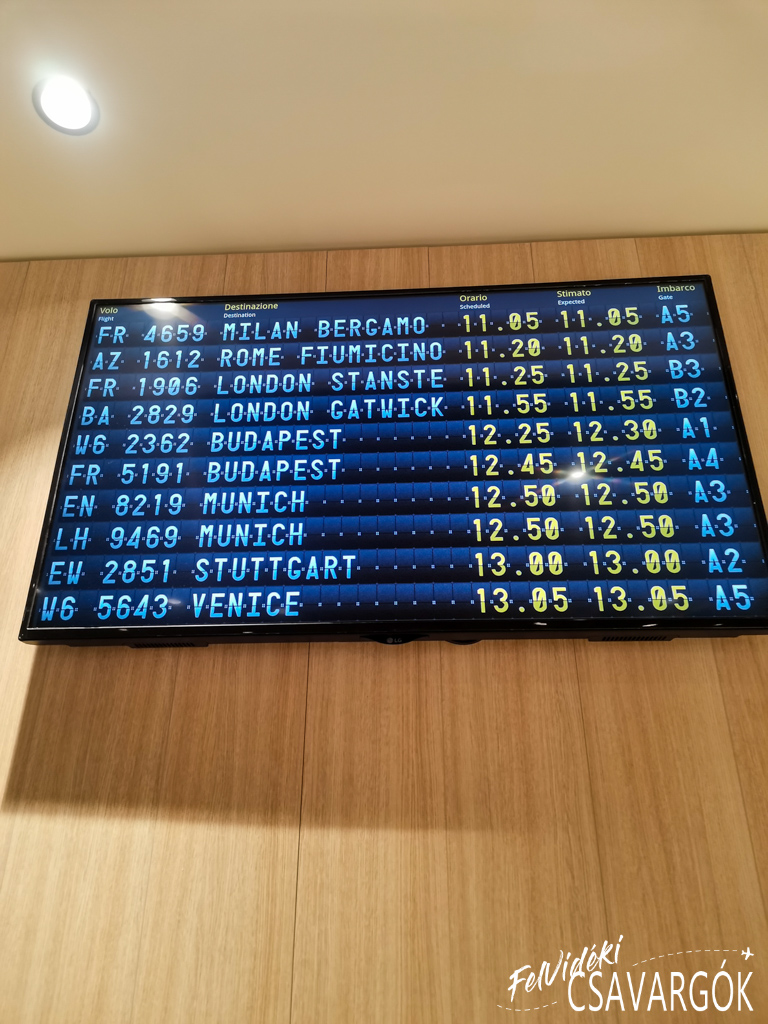 Volo Destinazione Orario Stimato Imbarco
Flight Destination Scheduled Expected Gate
FR 4659 MILAN BERGAMO 11.05 11.05 A5
AZ 1612 ROME FIUMICINO 11.20 11.20 A3
FR 1906 LONDON STANSTE 11.25 11.25 B3
BA 2829 LONDON GATWICK 11.55 11.55 B2
W6 2362 BUDAPEST 12.25 12.30 A1
FR 5191 BUDAPEST 12.45 12.45 A4
EN 8219 MUNICH 12.50 12.50 A3
LH 9469 MUNICH 12.50 12.50 A3
EW 2851 STUTTGART 13.00 13.00 A2
W6 5643 VENICE 13.05 13.05 A5
LG
Felvidéki
CSAVARGÓK